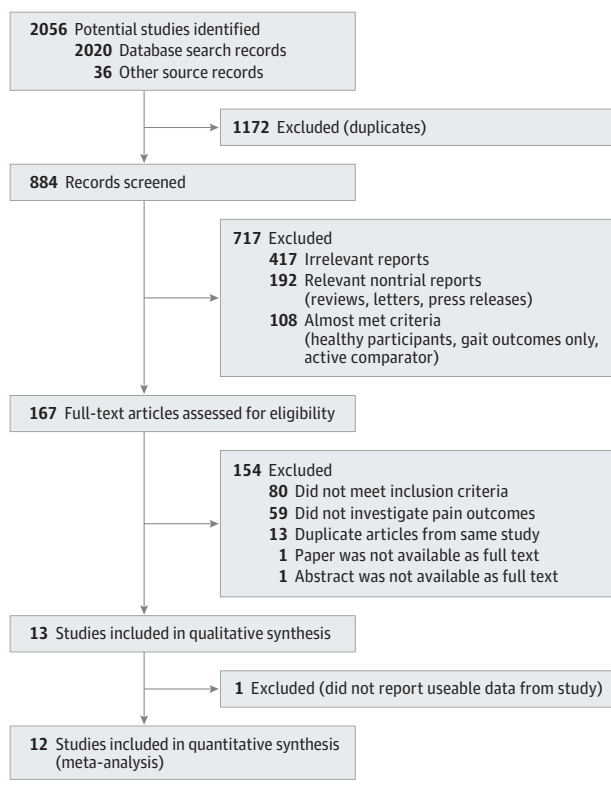 2056 Potential studies identified
2020 Database search records
36 Other source records
1172 Excluded (duplicates)
884 Records screened
717 Excluded
417 Irrelevant reports
192 Relevant nontrial reports
(reviews, letters, press releases)
108 Almost met criteria
(healthy participants, gait outcomes only,
active comparator)
167 Full-text articles assessed for eligibility
154 Excluded
80 Did not meet inclusion criteria
59 Did not investigate pain outcomes
13 Duplicate articles from same study
1 Paper was not available as full text
1 Abstract was not available as full text
13 Studies included in qualitative synthesis
1 Excluded (did not report useable data from study)
12 Studies included in quantitative synthesis
(meta-analysis)